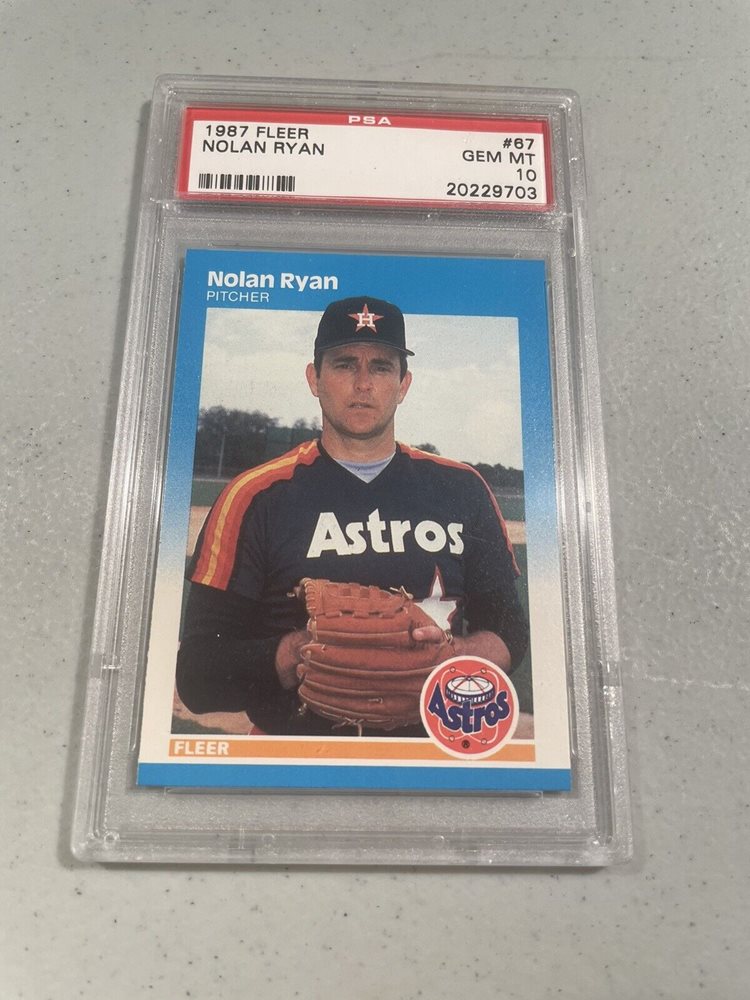 PSA
1987 FLEER #67
NOLAN RYAN GEM MT
10
20229703
Nolan Ryan
PITCHER
H
Astros
Astros
®
FLEER